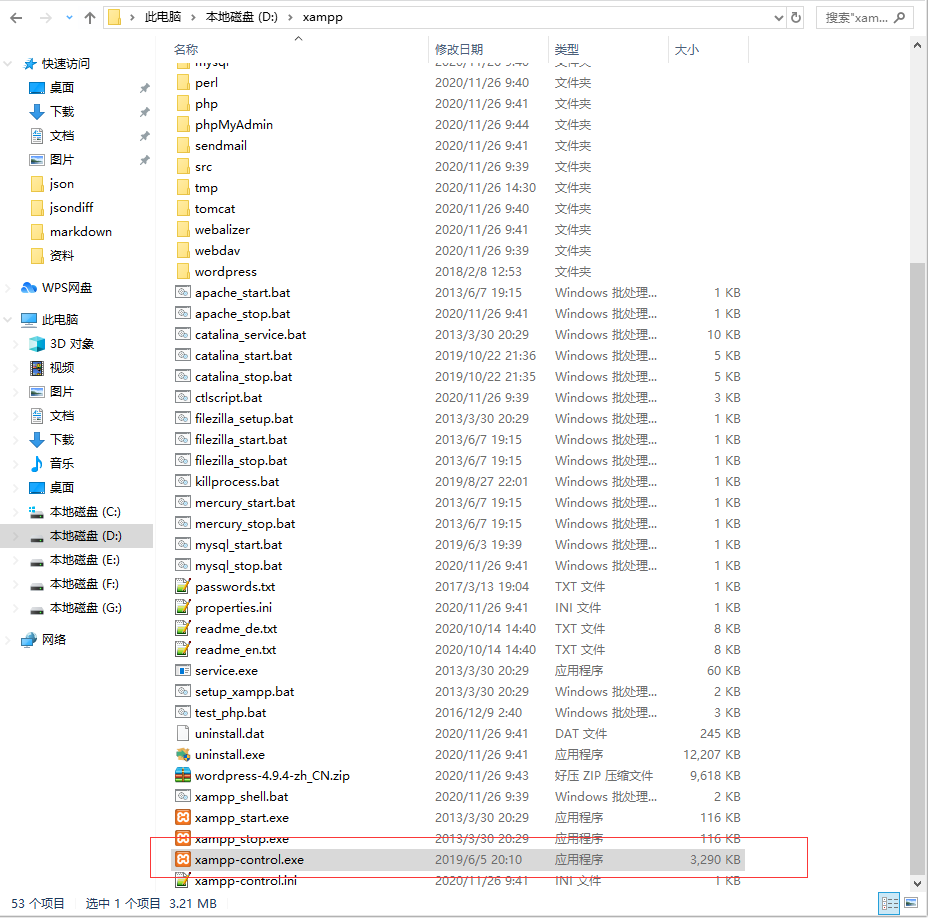 此电脑 本地磁盘 (D:) xampp 搜索"xam...
名称 修改日期 类型 大小
快速访问
桌面
下载
文档
图片
json
jsondiff
markdown
资料
WPS网盘
此电脑
3D 对象
视频
图片
文档
下载
音乐
桌面
本地磁盘 (C:)
本地磁盘 (D:)
本地磁盘 (E:)
本地磁盘 (F:)
本地磁盘 (G:)
网络
mysql 2020/11/26 9:40 文件夹
perl 2020/11/26 9:40 文件夹
php 2020/11/26 9:41 文件夹
phpMyAdmin 2020/11/26 9:44 文件夹
sendmail 2020/11/26 9:41 文件夹
src 2020/11/26 9:39 文件夹
tmp 2020/11/26 14:30 文件夹
tomcat 2020/11/26 9:40 文件夹
webalizer 2020/11/26 9:41 文件夹
webdav 2020/11/26 9:39 文件夹
wordpress 2018/2/8 12:53 文件夹
apache_start.bat 2013/6/7 19:15 Windows 批处理... 1 KB
apache_stop.bat 2020/11/26 9:41 Windows 批处理... 1 KB
catalina_service.bat 2013/3/30 20:29 Windows 批处理... 10 KB
catalina_start.bat 2019/10/22 21:36 Windows 批处理... 5 KB
catalina_stop.bat 2019/10/22 21:35 Windows 批处理... 5 KB
ctlscript.bat 2020/11/26 9:39 Windows 批处理... 3 KB
filezilla_setup.bat 2013/3/30 20:29 Windows 批处理... 1 KB
filezilla_start.bat 2013/6/7 19:15 Windows 批处理... 1 KB
filezilla_stop.bat 2013/6/7 19:15 Windows 批处理... 1 KB
killprocess.bat 2019/8/27 22:01 Windows 批处理... 1 KB
mercury_start.bat 2013/6/7 19:15 Windows 批处理... 1 KB
mercury_stop.bat 2013/6/7 19:15 Windows 批处理... 1 KB
mysql_start.bat 2019/6/3 19:39 Windows 批处理... 1 KB
mysql_stop.bat 2020/11/26 9:41 Windows 批处理... 1 KB
passwords.txt 2017/3/13 19:04 TXT 文件 1 KB
properties.ini 2020/11/26 9:41 INI 文件 1 KB
readme_de.txt 2020/10/14 14:40 TXT 文件 8 KB
readme_en.txt 2020/10/14 14:40 TXT 文件 8 KB
service.exe 2013/3/30 20:29 应用程序 60 KB
setup_xampp.bat 2013/3/30 20:29 Windows 批处理... 2 KB
test_php.bat 2016/12/9 2:40 Windows 批处理... 3 KB
uninstall.dat 2020/11/26 9:41 DAT 文件 245 KB
uninstall.exe 2020/11/26 9:41 应用程序 12,207 KB
wordpress-4.9.4-zh_CN.zip 2020/11/26 9:43 好压 ZIP 压缩文件 9,618 KB
xampp_shell.bat 2020/11/26 9:39 Windows 批处理... 2 KB
xampp_start.exe 2013/3/30 20:29 应用程序 116 KB
xampp_stop.exe 2013/3/30 20:29 应用程序 116 KB
xampp-control.exe 2019/6/5 20:10 应用程序 3,290 KB
xampp-control.ini 2020/11/26 9:41 INI 文件 1 KB
53 个项目 选中 1 个项目 3.21 MB